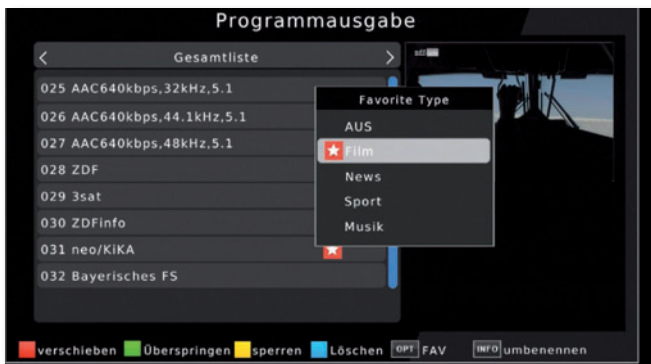 Programmausgabe
< Gesamtliste >
025 AAC640kbps,32kHz,5.1
026 AAC640kbps,44.1kHz,5.1
027 AAC640kbps,48kHz,5.1
028 ZDF
029 3sat
030 ZDFinfo
031 neo/KiKA
032 Bayerisches FS
Favorite Type
AUS
Film
News
Sport
Musik
verschieben Überspringen sperren Löschen OPT FAV INFO umbenennen